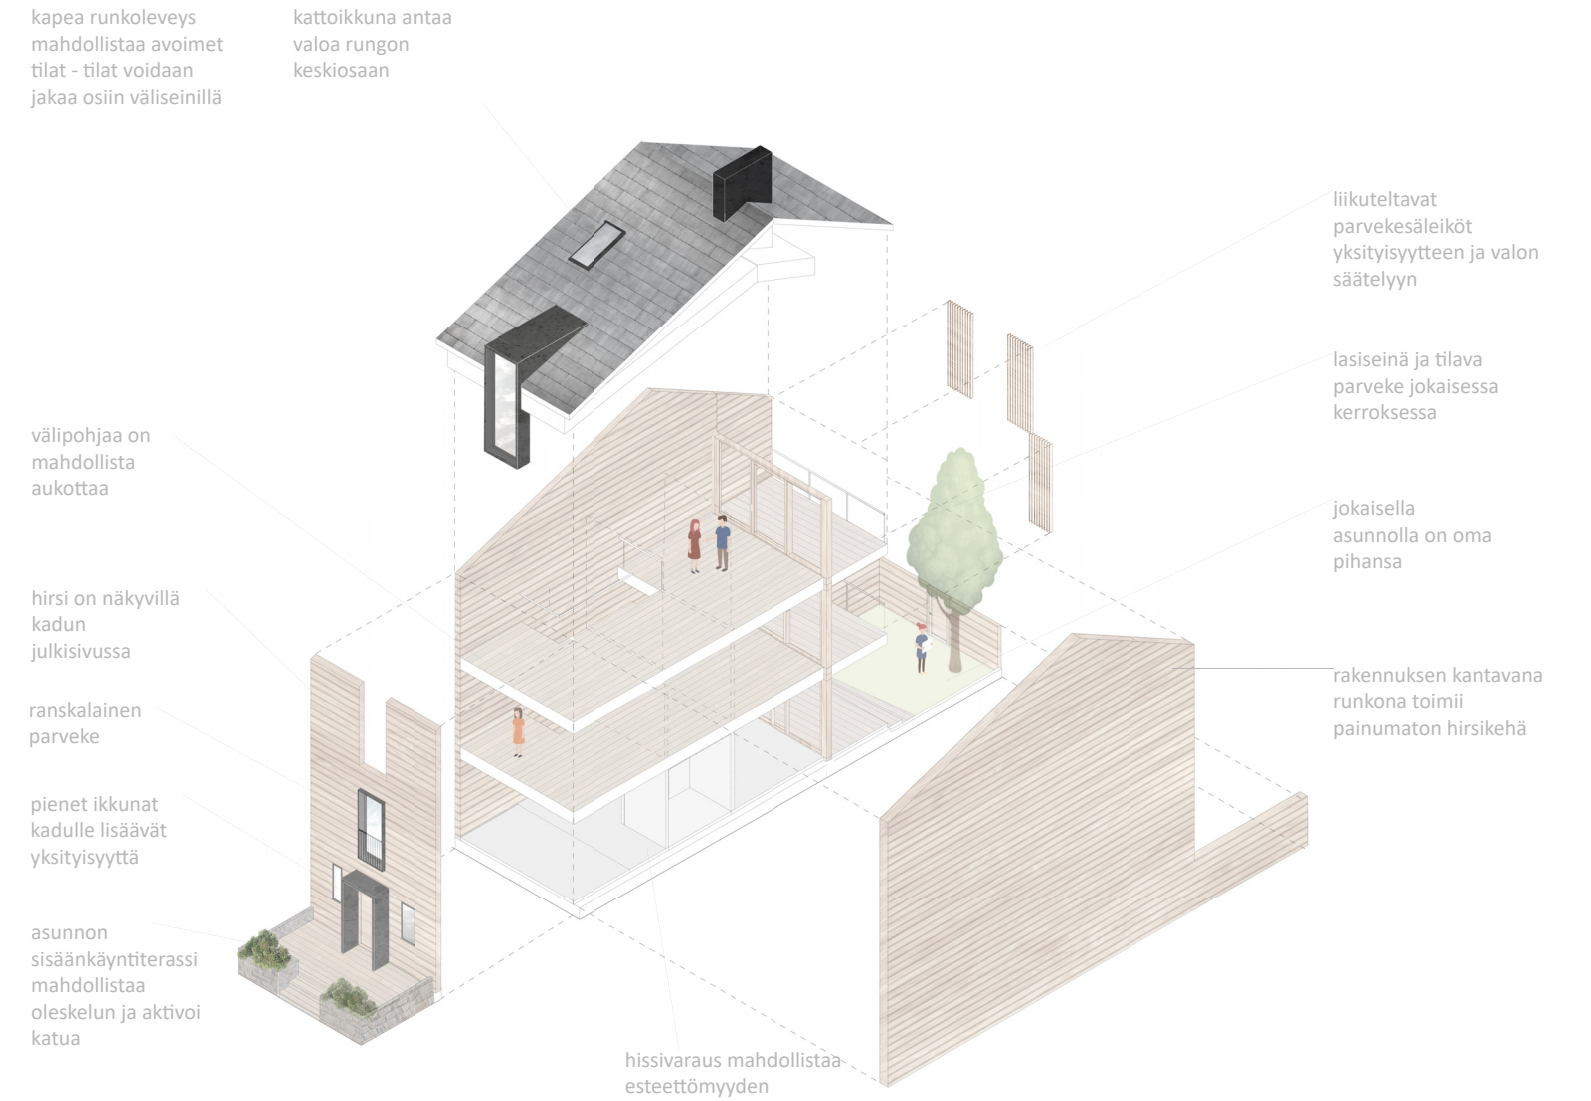 kapea runkoleveys
mahdollistaa avoimet
tilat - tilat voidaan
jakaa osiin väliseinillä
kattoikkuna antaa
valoa rungon
keskiosaan
välipohjaa on
mahdollista
aukottaa
hirsi on näkyvillä
kadun
julkisivussa
ranskalainen
parveke
pienet ikkunat
kadulle lisäävät
yksityisyyttä
asunnon
sisäänkäyntiterassi
mahdollistaa
oleskelun ja aktivoi
katua
hissivaraus mahdollistaa
esteettömyyden
liikuteltavat
parvekesäleiköt
yksityisyytteen ja valon
säätelyyn
lasiseinä ja tilava
parveke jokaisessa
kerroksessa
jokaisella
asunnolla on oma
pihansa
rakennuksen kantavana
runkona toimii
painumaton hirsikehä